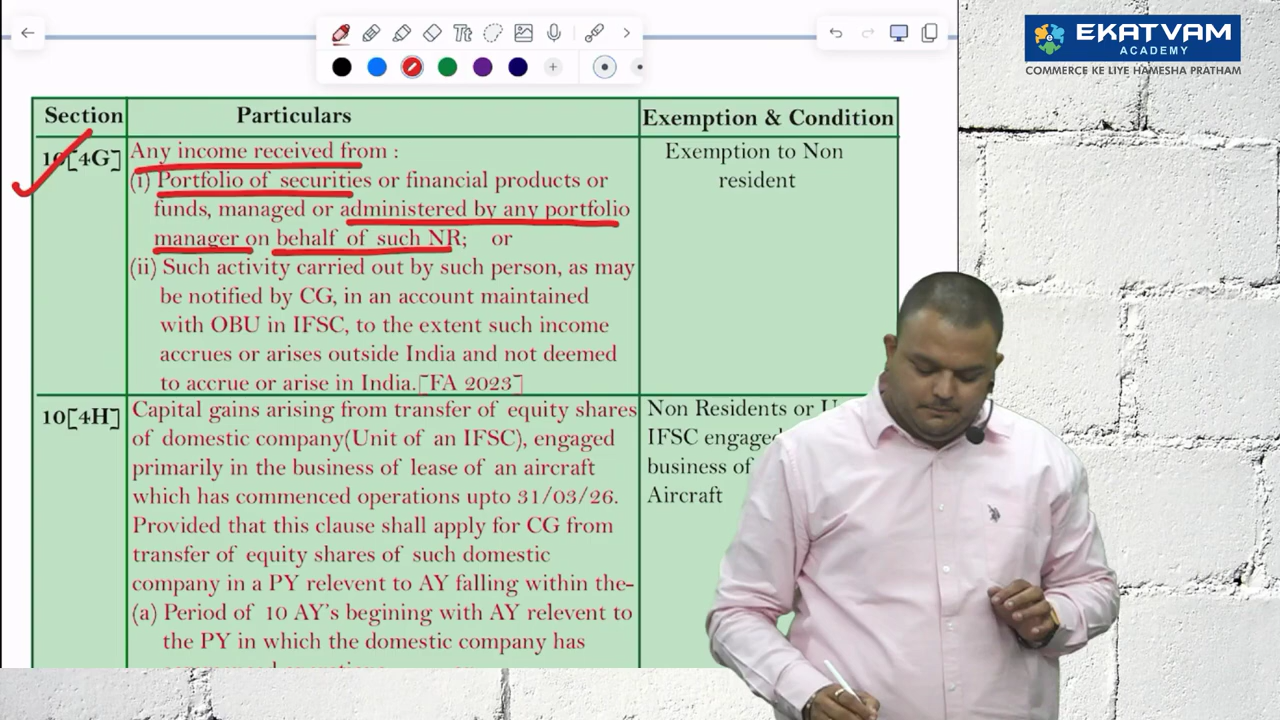 EKATVAM
ACADEMY
COMMERCE KE LIYE HAMESHA PRATHAM
Tt
Section Particulars Exemption & Condition
10[4G] Any income received from : Exemption to Non
(i) Portfolio of securities or financial products or resident
funds, managed or administered by any portfolio
manager on behalf of such NR; or
(ii) Such activity carried out by such person, as may
be notified by CG, in an account maintained
with OBU in IFSC, to the extent such income
accrues or arises outside India and not deemed
to accrue or arise in India.[FA 2023]
10[4H] Capital gains arising from transfer of equity shares Non Residents or
of domestic company(Unit of an IFSC), engaged IFSC engaged
primarily in the business of lease of an aircraft business of
which has commenced operations upto 31/03/26. Aircraft
Provided that this clause shall apply for CG from
transfer of equity shares of such domestic
company in a PY relevent to AY falling within the-
(a) Period of 10 AY's begining with AY relevent to
the PY in which the domestic company has